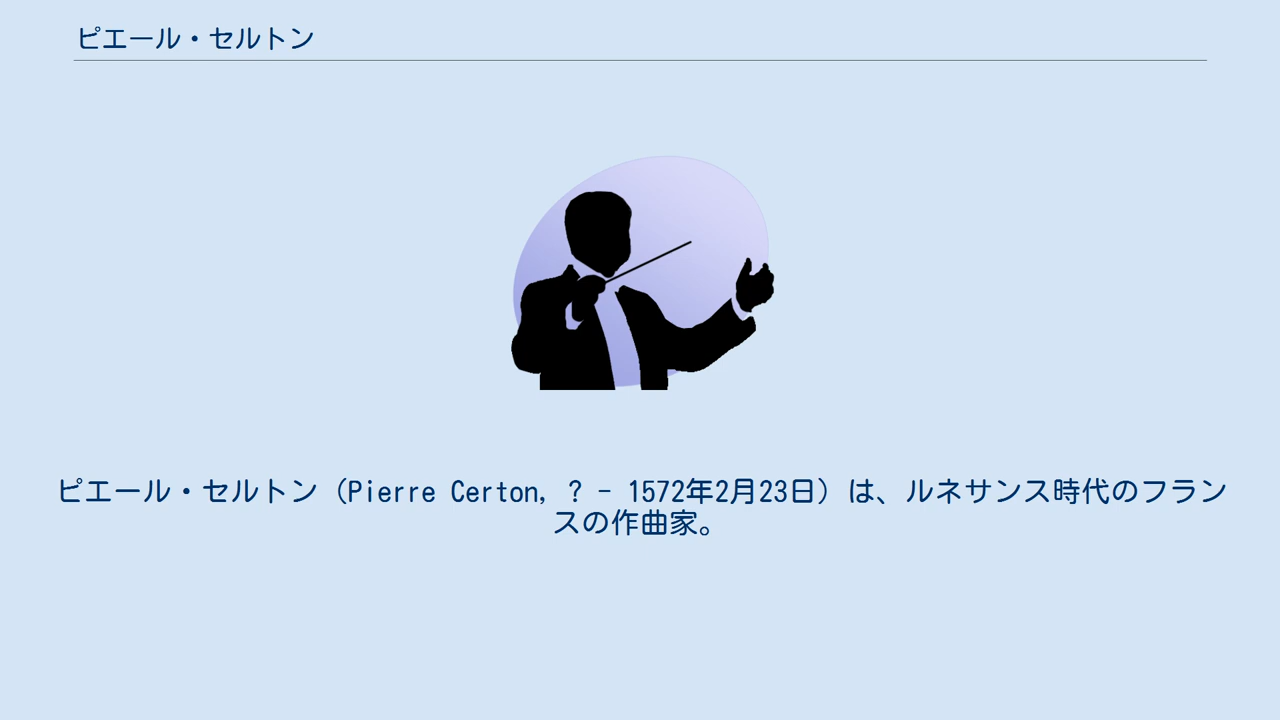 ピエール・セルトン
ピエール・セルトン（Pierre Certon, ? - 1572年2月23日）は、ルネサンス時代のフラン
スの作曲家。